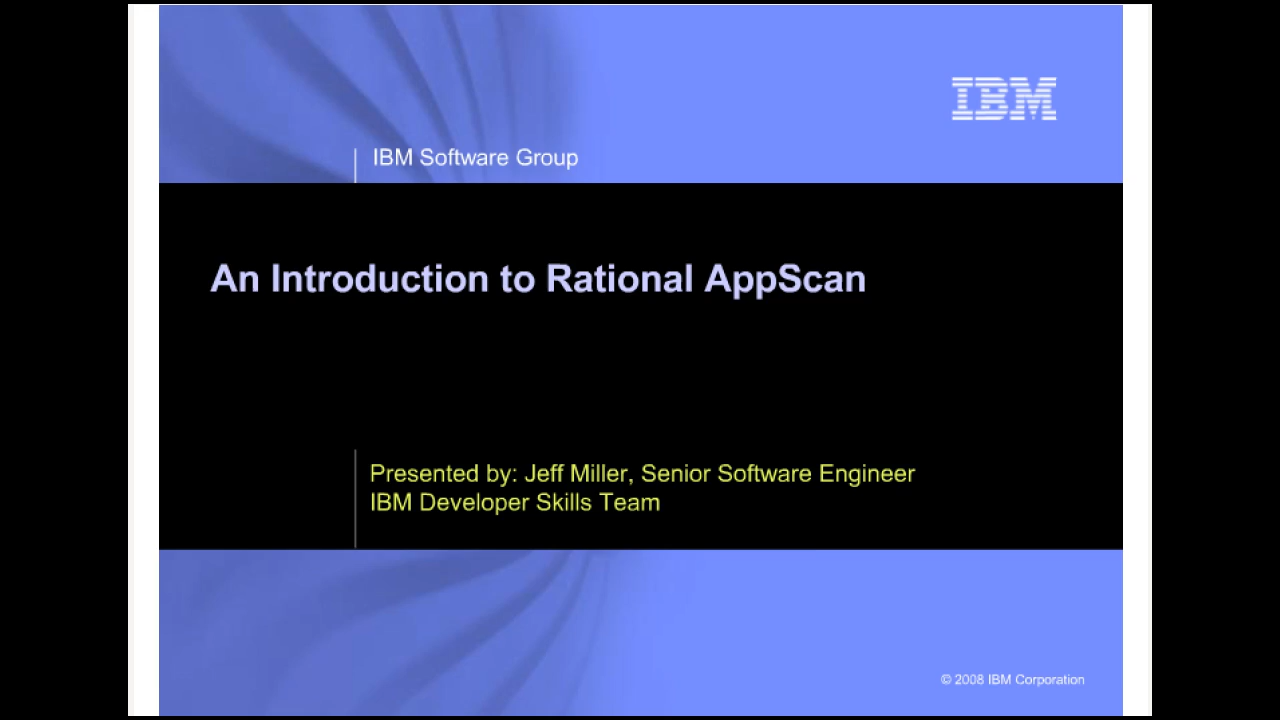 IBM
IBM Software Group
An Introduction to Rational AppScan
Presented by: Jeff Miller, Senior Software Engineer
IBM Developer Skills Team
© 2008 IBM Corporation